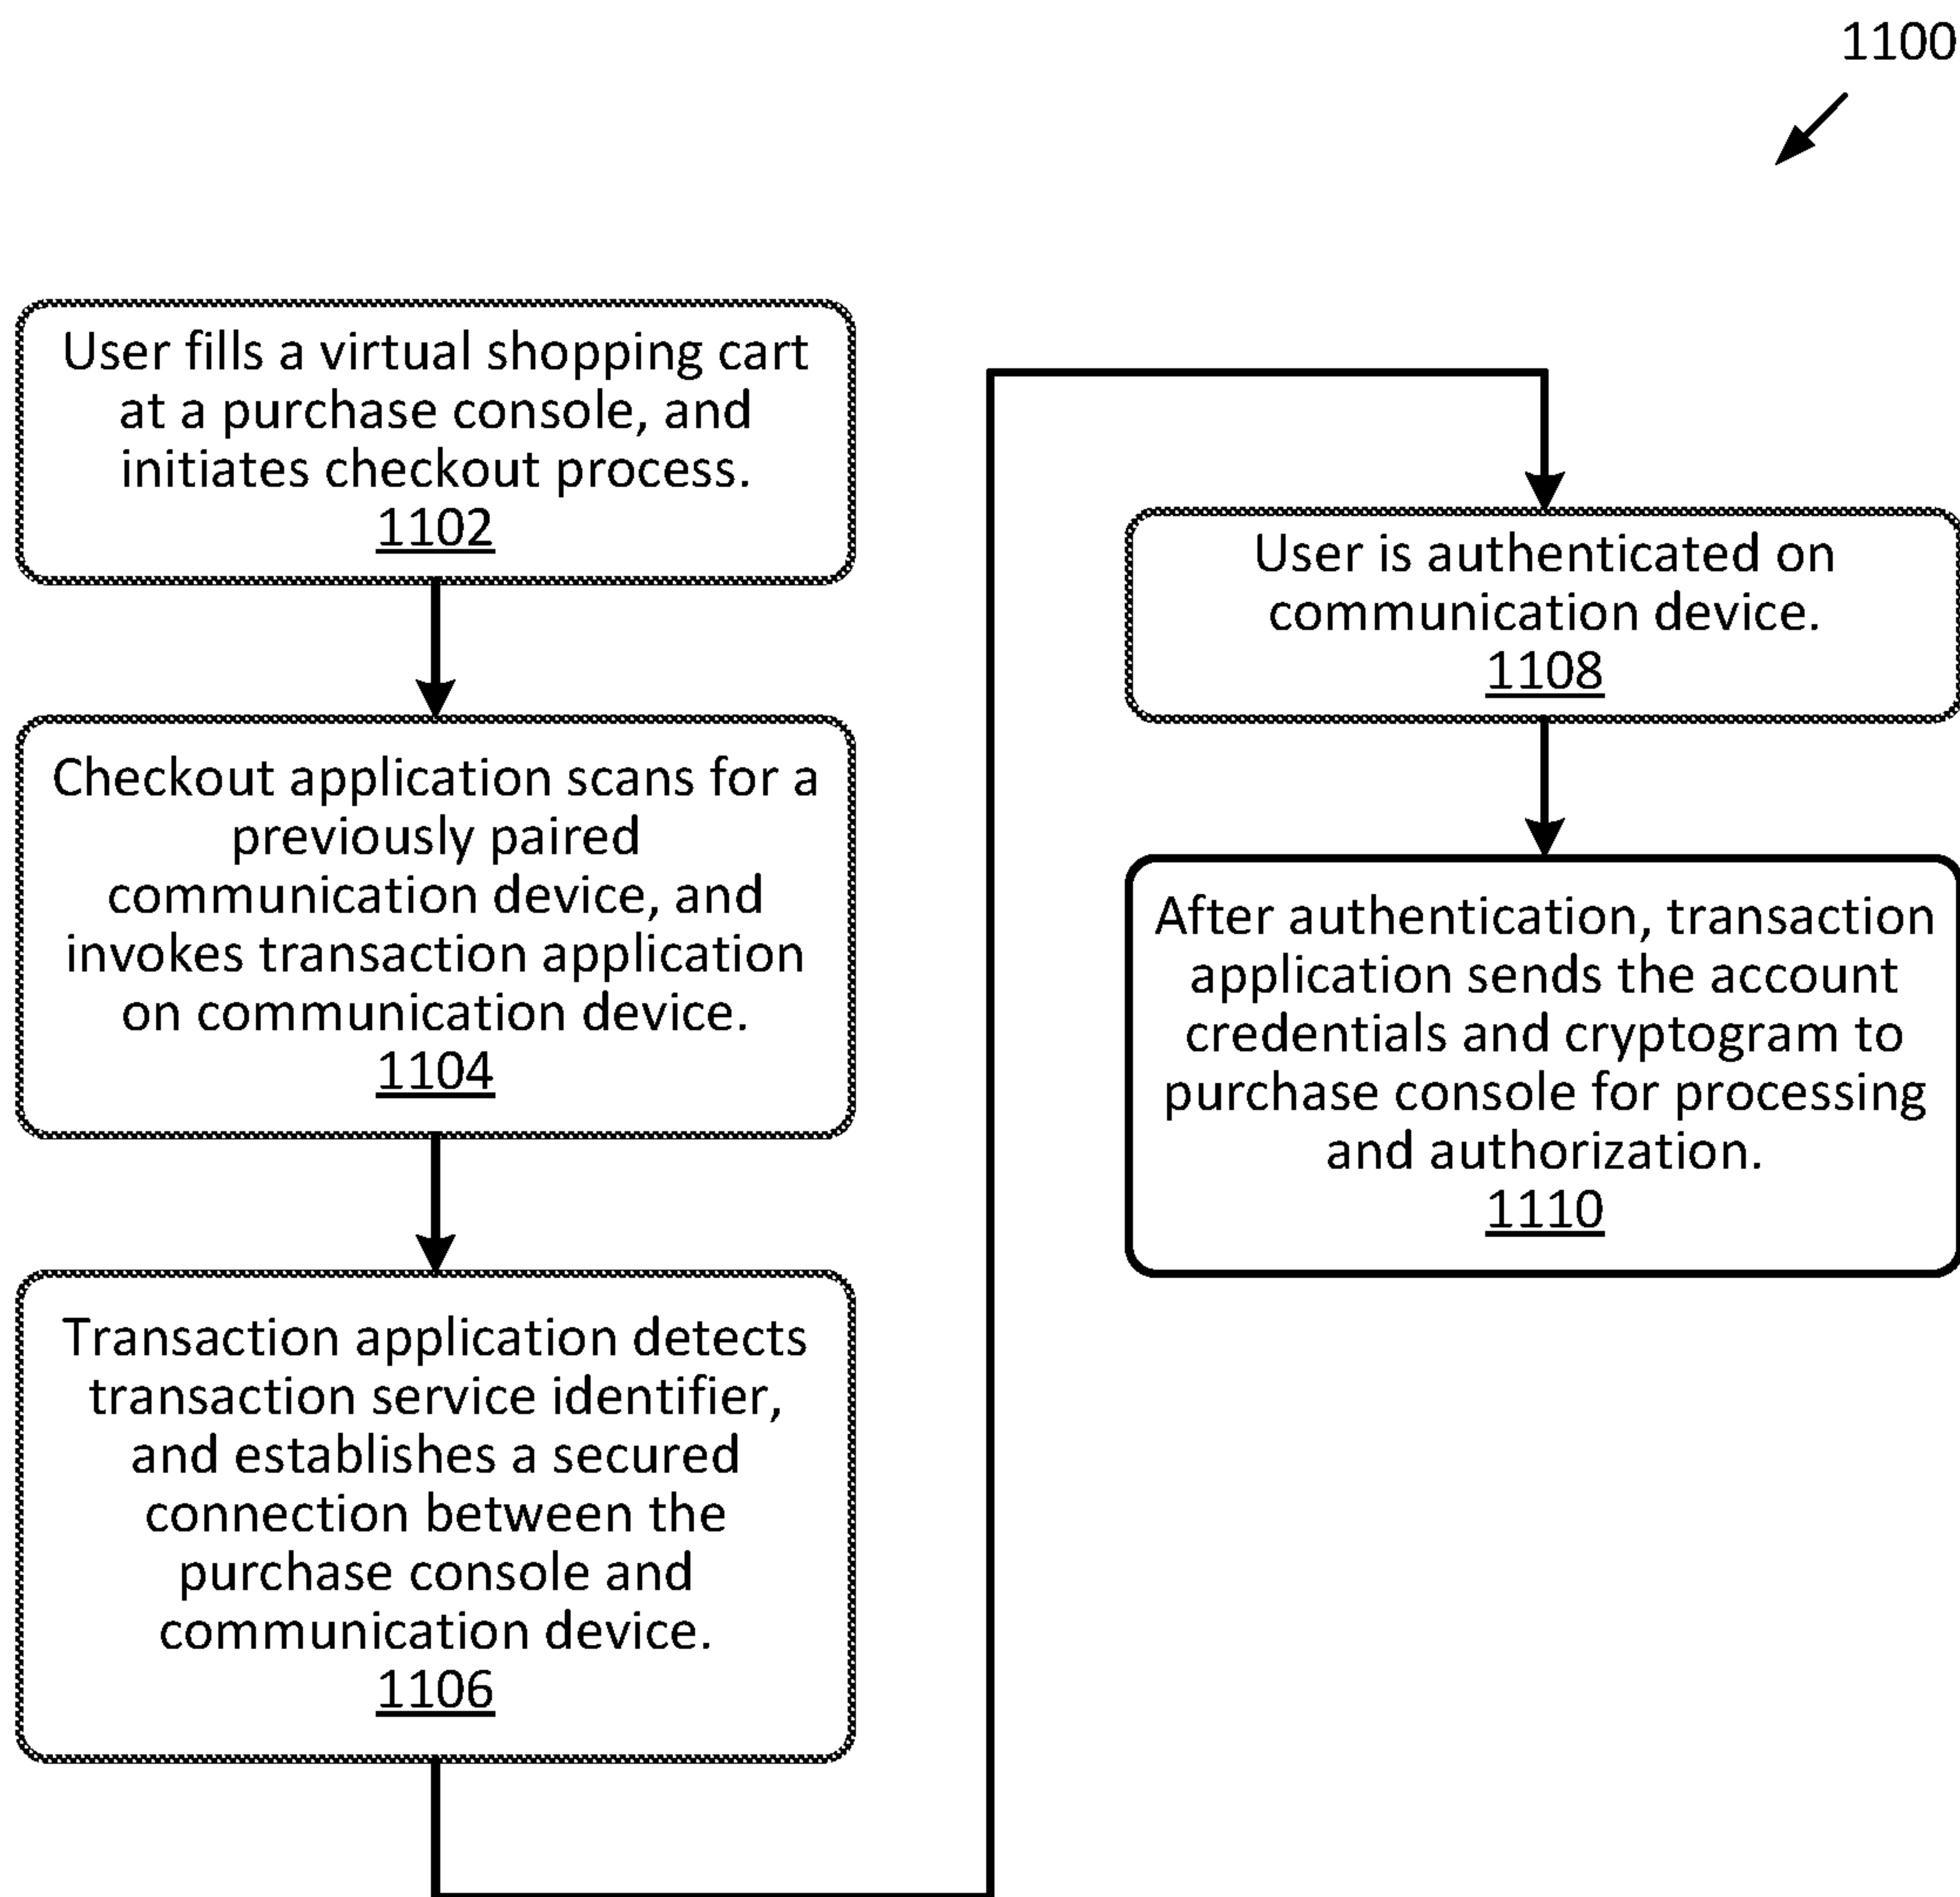 1100
User fills a virtual shopping cart
at a purchase console, and
initiates checkout process.
1102
Checkout application scans for a
previously paired
communication device, and
invokes transaction application
on communication device.
1104
Transaction application detects
transaction service identifier,
and establishes a secured
connection between the
purchase console and
communication device.
1106
User is authenticated on
communication device.
1108
After authentication, transaction
application sends the account
credentials and cryptogram to
purchase console for processing
and authorization.
1110